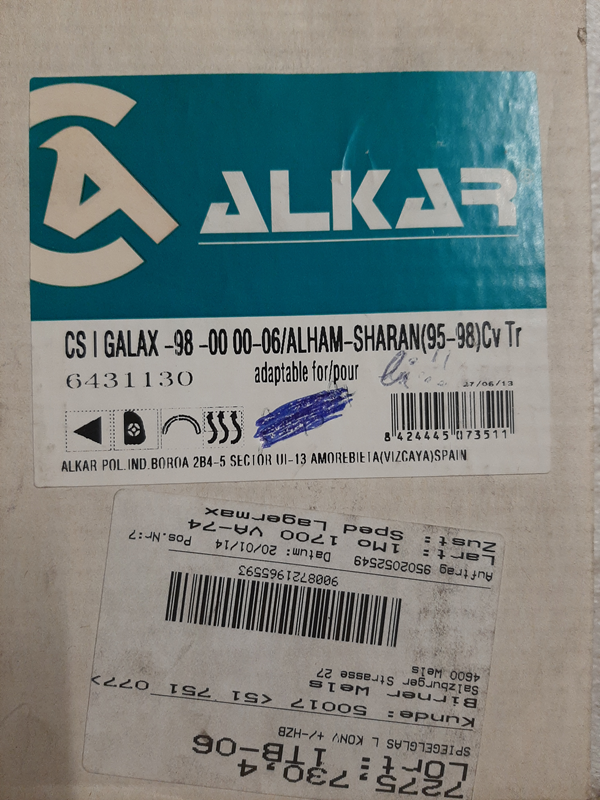 ALKAR
CS I GALAX -98 -00 00-06/ALHAM-SHARAN(95-98)Cv Tr
6431130
adaptable for/pour
27/06/13
8 424445 073511
ALKAR POL.IND.BOROA 2B4-5 SECTOR UI-13 AMOREBIETA(VIZCAYA)SPAIN
7275.730.4
LOrt: 1TB-06
SPIEGELGLAS L KONV +/-HZB
Kunde: 50017 <51 751 077>
Birner Wels
Salzburger Strasse 27
4600 Wels
9008721965593
Auftrag 9502052549 Datum: 20/01/14 Pos.Nr:7
Lart: 1Mo 1700 VA-74
Zust: Sped Lagermax